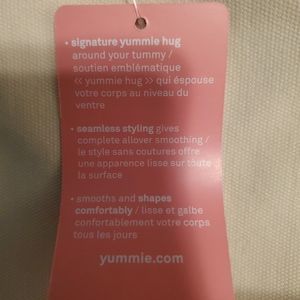 • signature yummie hug
around your tummy /
soutien emblématique
« yummie hug » qui éspouse
votre corps au niveau du
ventre
• seamless styling gives
complete allover smoothing /
le style sans coutures offre
une apparence lisse sur toute
la surface
• smooths and shapes
comfortably / lisse et galbe
confortablement votre corps
tous les jours
yummie.com